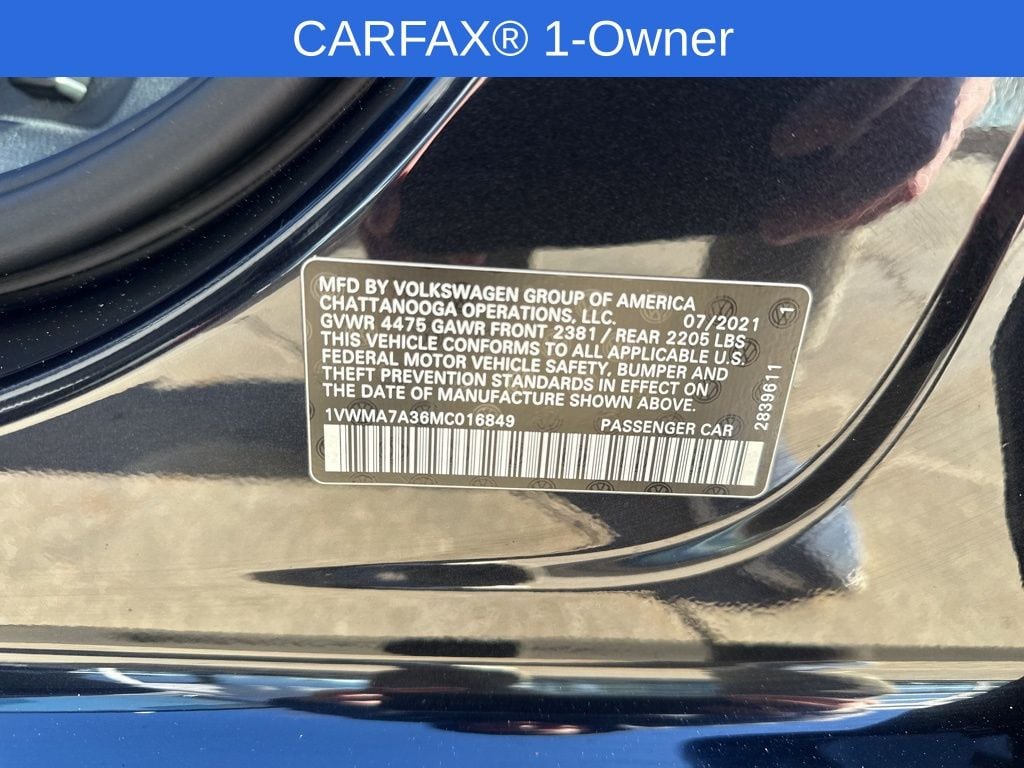 CARFAX® 1-Owner
MFD BY VOLKSWAGEN GROUP OF AMERICA
CHATTANOOGA OPERATIONS, LLC. 07/2021 1
GVWR 4475 GAWR FRONT 2381 / REAR 2205 LBS
THIS VEHICLE CONFORMS TO ALL APPLICABLE U.S.
FEDERAL MOTOR VEHICLE SAFETY, BUMPER AND
THEFT PREVENTION STANDARDS IN EFFECT ON
THE DATE OF MANUFACTURE SHOWN ABOVE.
1VWMA7A36MC016849 PASSENGER CAR
2839611